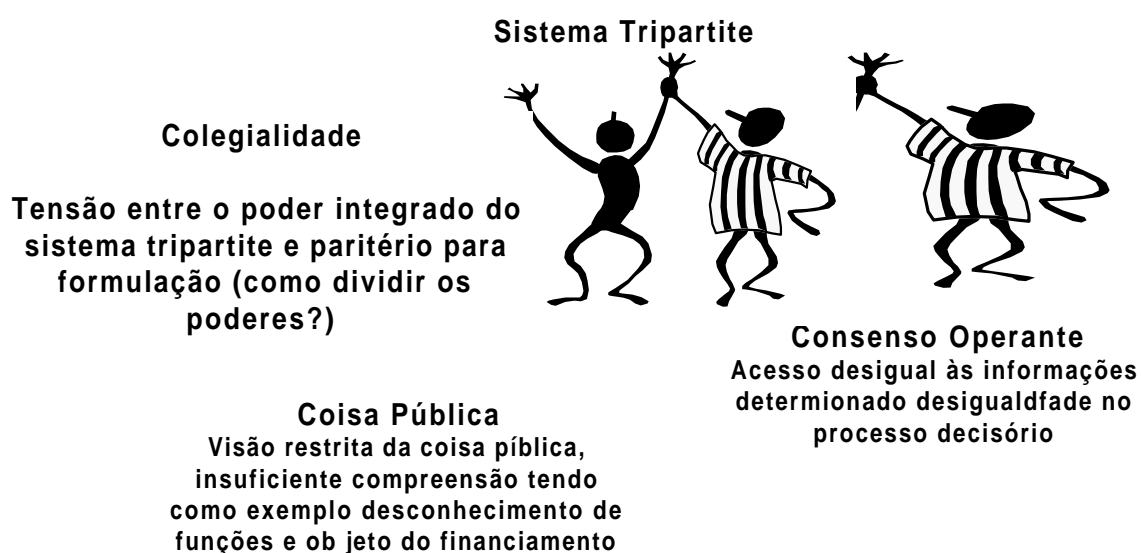 Sistema Tripartite
Colegialidade
Tensão entre o poder integrado do
sistema tripartite e paritério para
formulação (como dividir os
poderes?)
Consenso Operante
Acesso desigual às informações
determionado desigualdfade no
processo decisório
Coisa Pública
Visão restrita da coisa píblica,
insuficiente compreensão tendo
como exemplo desconhecimento de
funções e ob jeto do financiamento